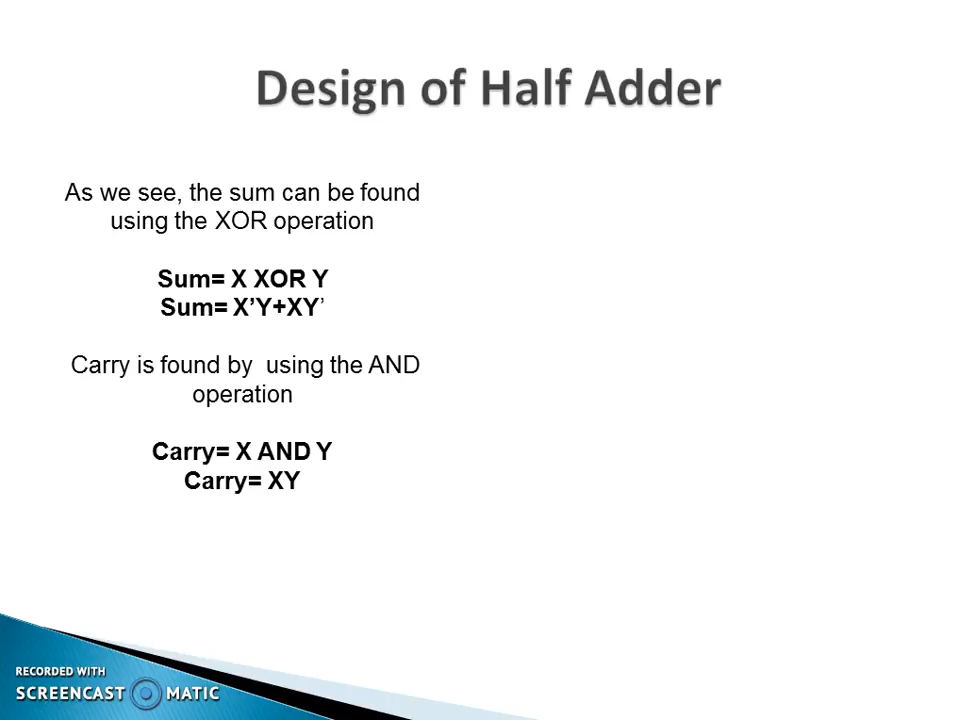 Design of Half Adder
As we see, the sum can be found
using the XOR operation
Sum= X XOR Y
Sum= X’Y+XY’
Carry is found by  using the AND
operation
Carry= X AND Y
Carry= XY
RECORDED WITH
SCREENCAST MATIC